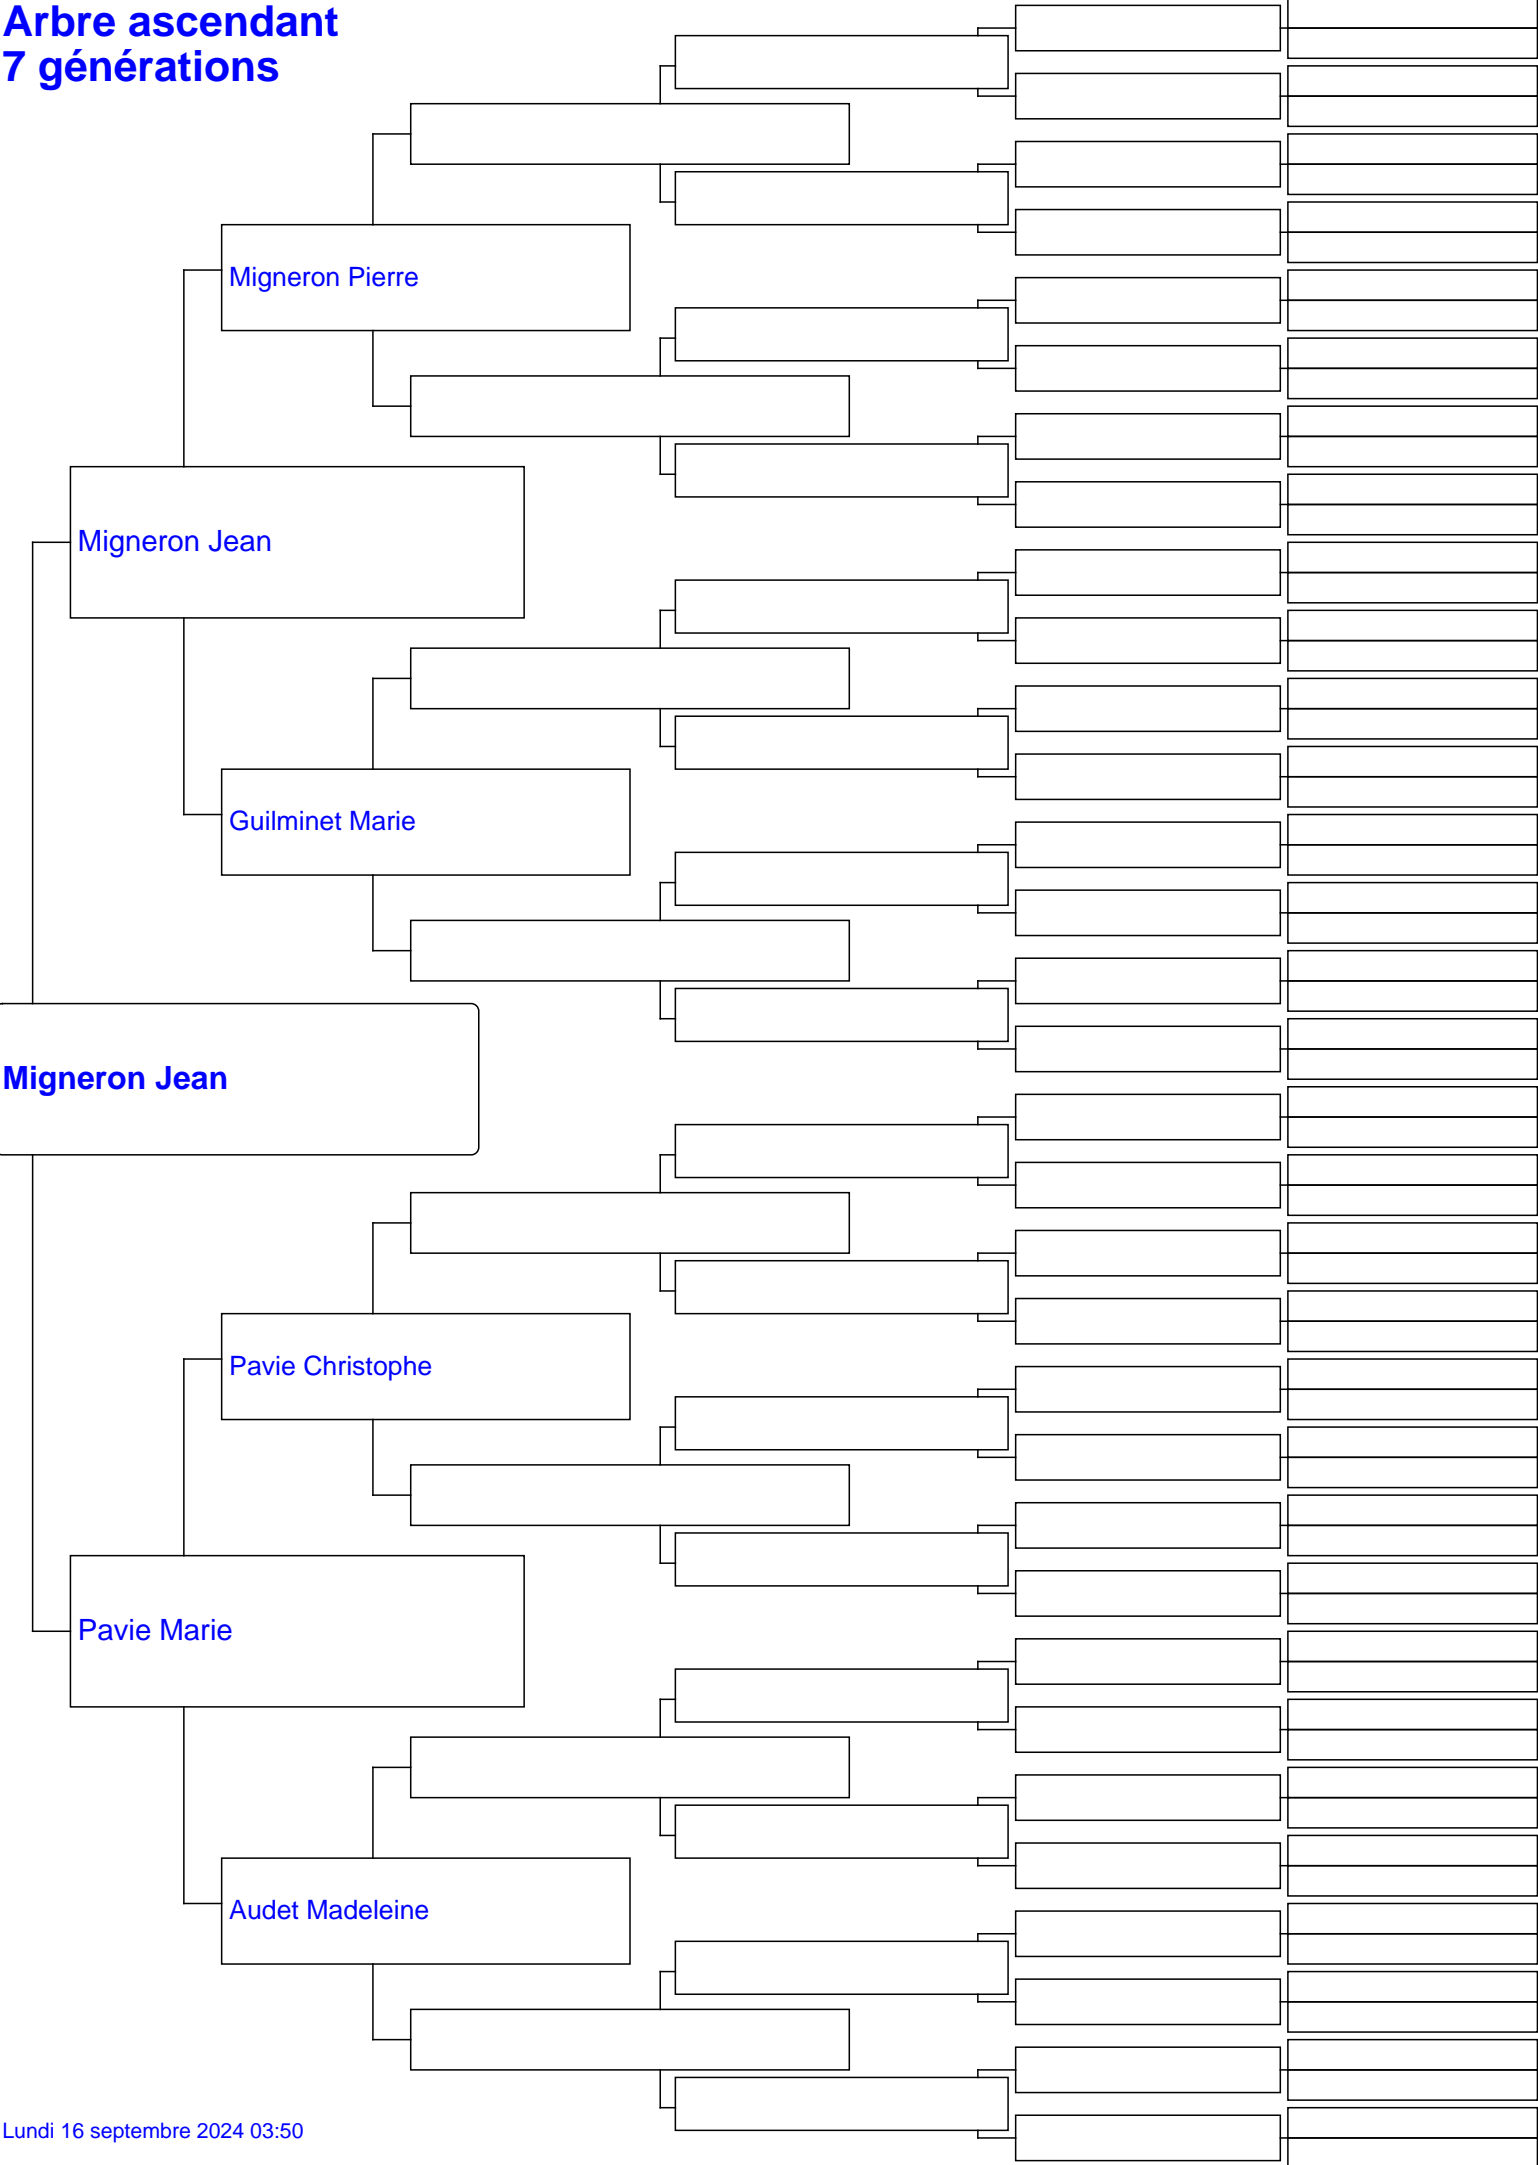 Arbre ascendant
7 générations
Migneron Pierre
Migneron Jean
Guilminet Marie
Migneron Jean
Pavie Christophe
Pavie Marie
Audet Madeleine
Lundi 16 septembre 2024 03:50